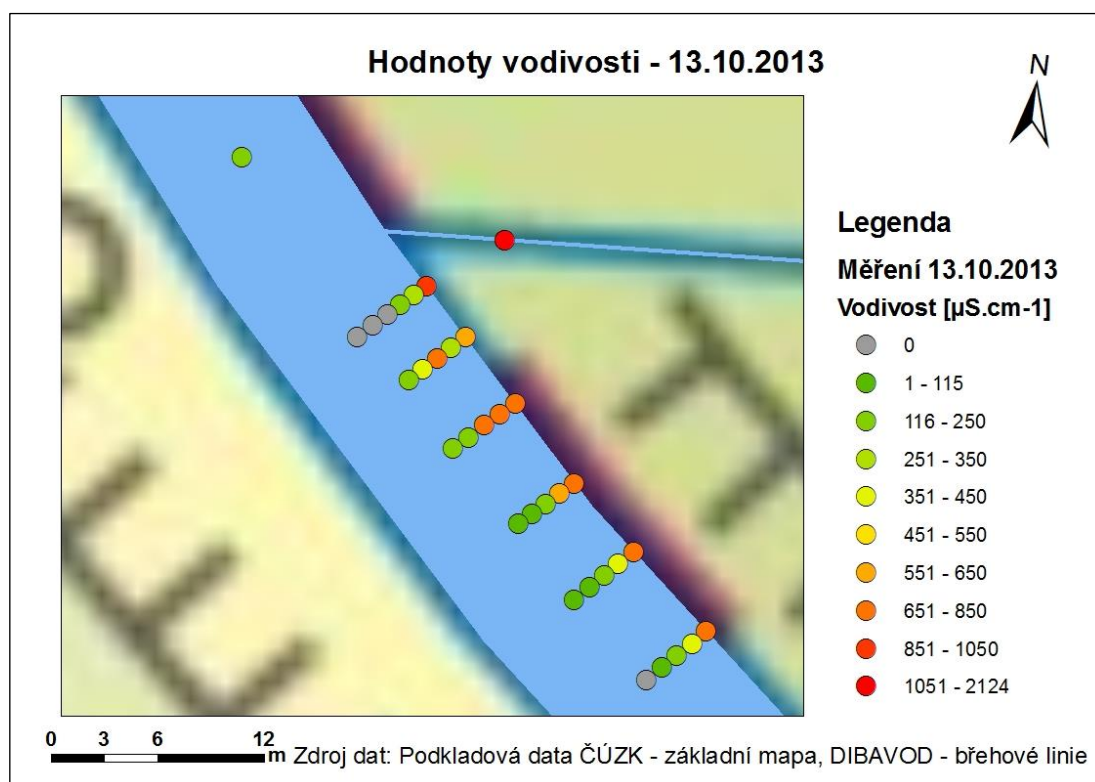 Hodnoty vodivosti - 13.10.2013
N
Legenda
Měření 13.10.2013
Vodivost [µS.cm-1]
0
1 - 115
116 - 250
251 - 350
351 - 450
451 - 550
551 - 650
651 - 850
851 - 1050
1051 - 2124
0 3 6 12
m Zdroj dat: Podkladová data ČÚZK - základní mapa, DIBAVOD - břehové linie